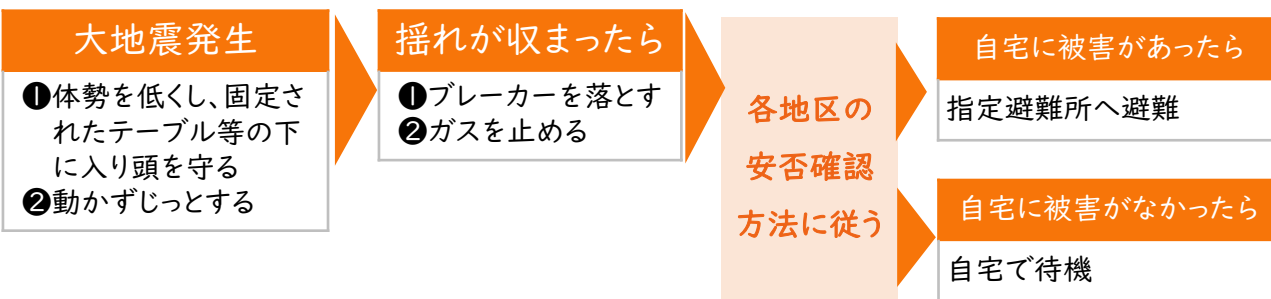 大地震発生
❶体勢を低くし、固定さ
れたテーブル等の下
に入り頭を守る
❷動かずじっとする
揺れが収まったら
❶ブレーカーを落とす
❷ガスを止める
各地区の
安否確認
方法に従う
自宅に被害があったら
指定避難所へ避難
自宅に被害がなかったら
自宅で待機